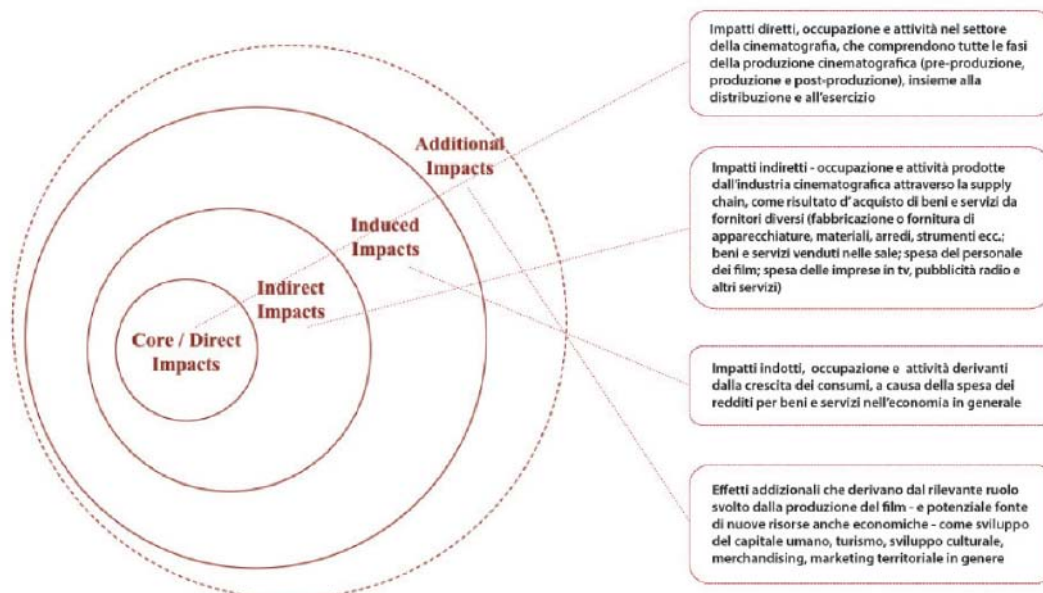 Additional
Impacts
Induced
Impacts
Indirect
Impacts
Core / Direct
Impacts
Impatti diretti, occupazione e attività nel settore
della cinematografia, che comprendono tutte le fasi
della produzione cinematografica (pre-produzione,
produzione e post-produzione), insieme alla
distribuzione e all'esercizio
Impatti indiretti - occupazione e attività prodotte
dall'industria cinematografica attraverso la supply
chain, come risultato d' acquisto di beni e servizi da
fornitori diversi (fabbricazione o fornitura di
apparecchiature, materiali, arredi, strumenti ecc.;
beni e servizi venduti nelle sale; spesa del personale
dei film; spesa delle imprese in tv, pubblicità radio e
altri servizi)
Impatti indotti, occupazione e attività derivanti
dalla crescita dei consumi, a causa della spesa dei
redditi per beni e servizi nell'economia in generale
Effetti addizionali che derivano dal rilevante ruolo
svolto dalla produzione del film - e potenziale fonte
di nuove risorse anche economiche - come sviluppo
del capitale umano, turismo, sviluppo culturale,
merchandising, marketing territoriale in genere